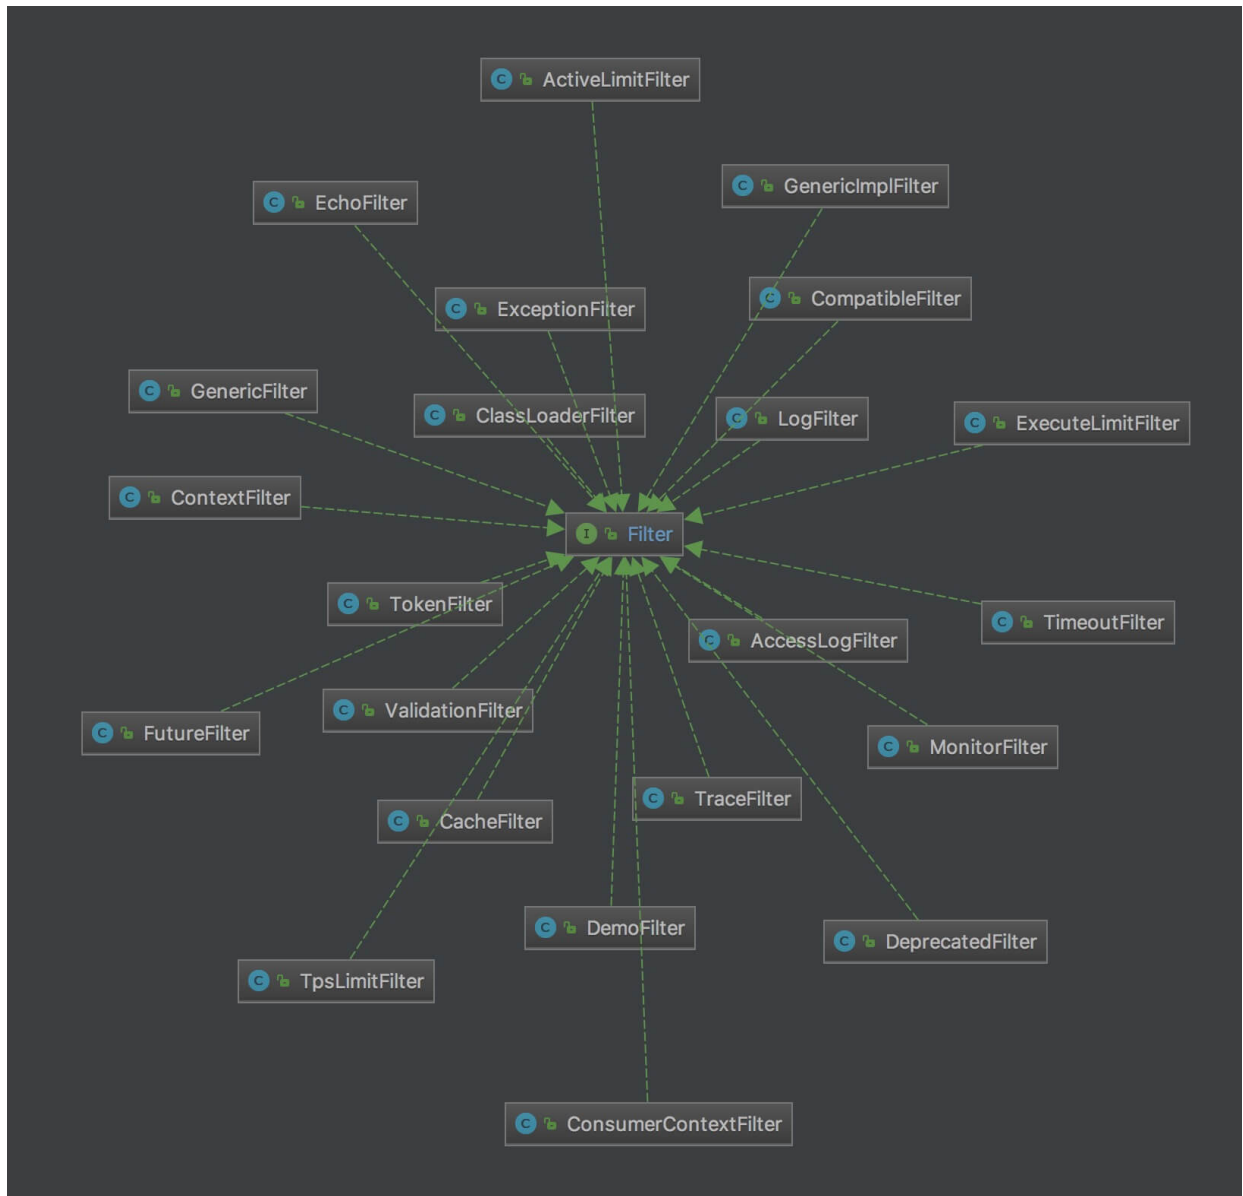 C ActiveLimitFilter
C GenericImplFilter
C EchoFilter
C CompatibleFilter
C ExceptionFilter
C GenericFilter
C ClassLoaderFilter
C LogFilter
C ExecuteLimitFilter
C ContextFilter
I Filter
C TokenFilter
C TimeoutFilter
C AccessLogFilter
C ValidationFilter
C FutureFilter
C MonitorFilter
C TraceFilter
C CacheFilter
C DemoFilter
C DeprecatedFilter
C TpsLimitFilter
C ConsumerContextFilter